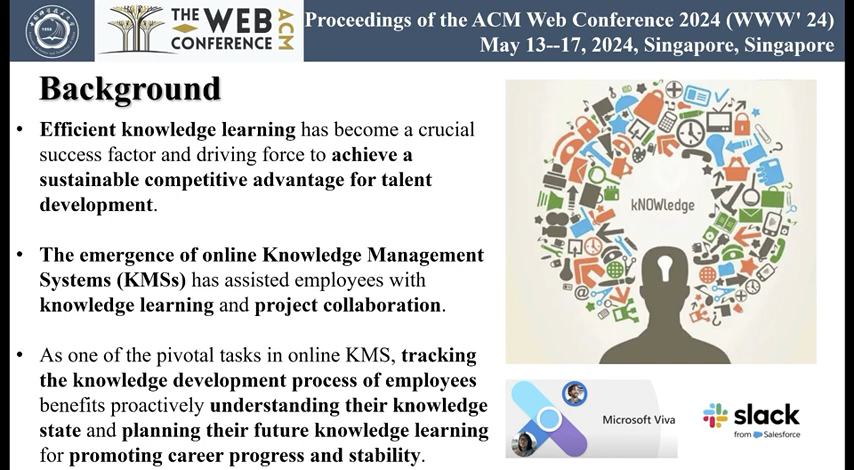 THE WEB CONFERENCE ACM
Proceedings of the ACM Web Conference 2024 (WWW' 24)
May 13--17, 2024, Singapore, Singapore
Background
• Efficient knowledge learning has become a crucial
success factor and driving force to achieve a
sustainable competitive advantage for talent
development.
• The emergence of online Knowledge Management
Systems (KMSs) has assisted employees with
knowledge learning and project collaboration.
• As one of the pivotal tasks in online KMS, tracking
the knowledge development process of employees
benefits proactively understanding their knowledge
state and planning their future knowledge learning
for promoting career progress and stability.
kNOWledge
Microsoft Viva
slack
from Salesforce